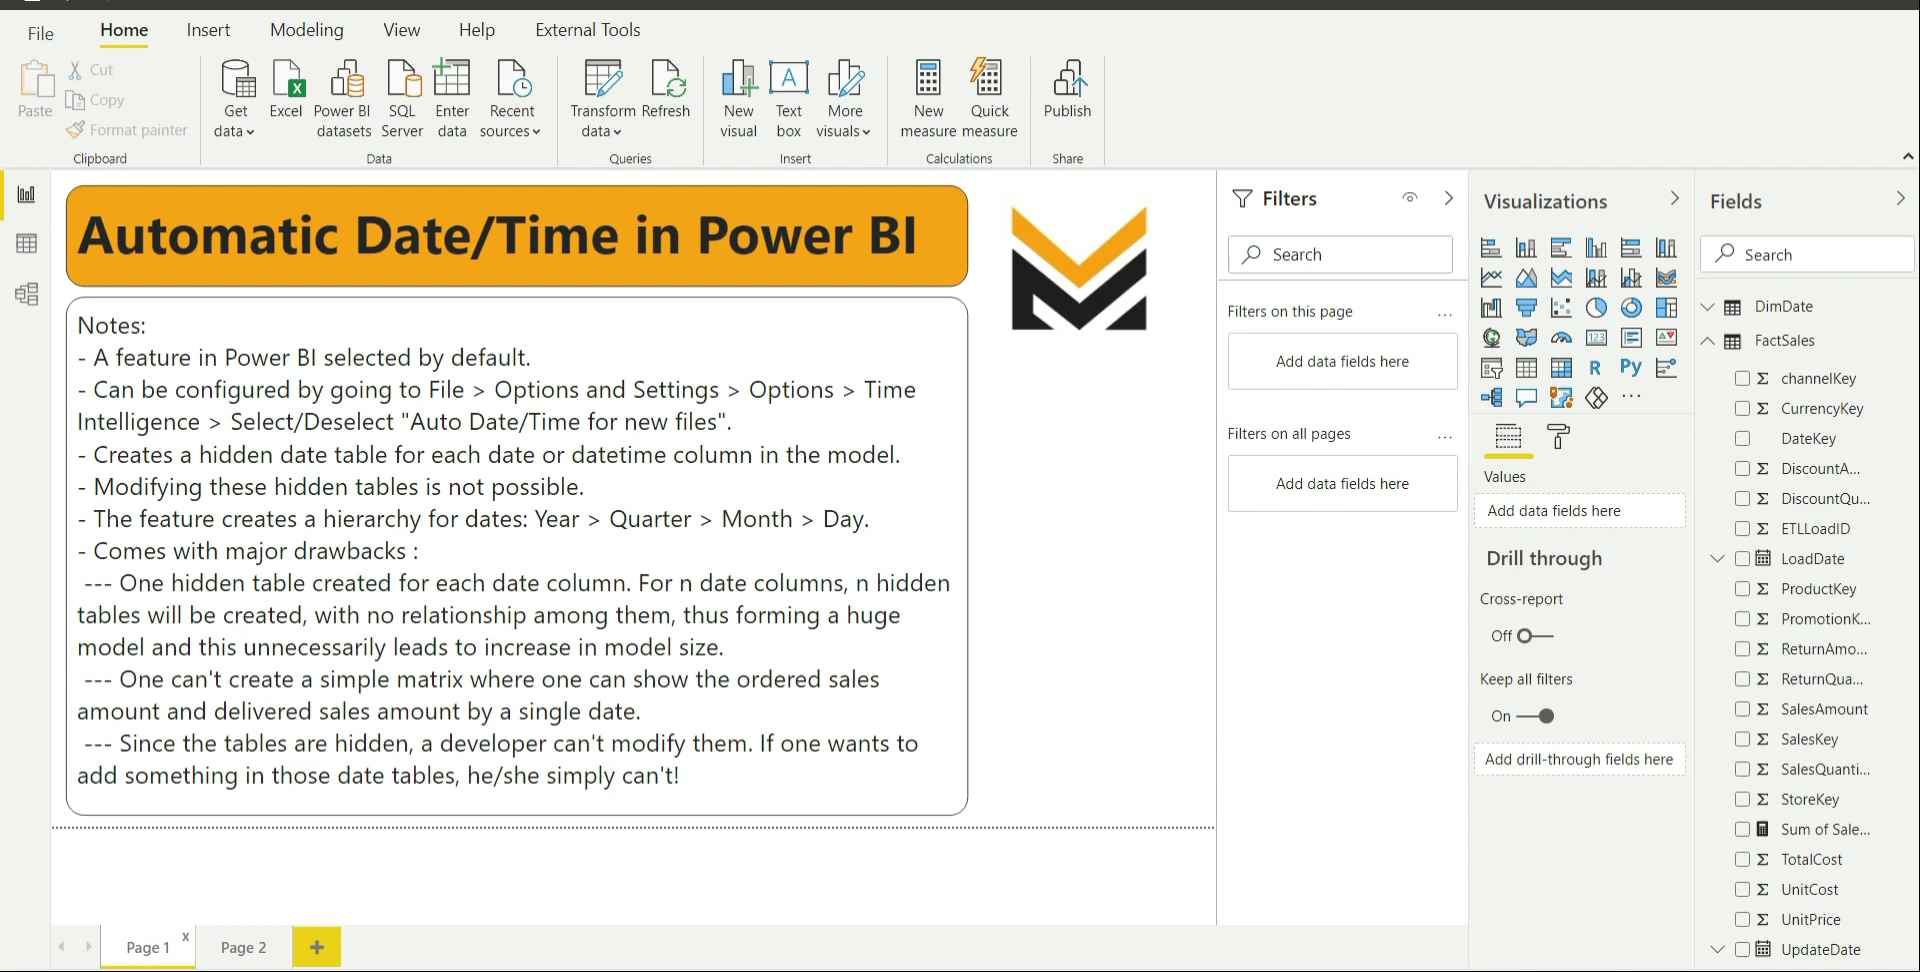 File
Home
Insert
Modeling
View
Help
External Tools
Paste
Cut
Copy
Format painter
Clipboard
Get
data
Excel
Power BI
datasets
SQL
Server
Enter
data
Recent
sources
Data
Transform
data
Refresh
Queries
New
visual
Text
box
More
visuals
Insert
New
measure
Quick
measure
Calculations
Publish
Share
Automatic Date/Time in Power BI
Notes:
- A feature in Power BI selected by default.
- Can be configured by going to File > Options and Settings > Options > Time
Intelligence > Select/Deselect "Auto Date/Time for new files".
- Creates a hidden date table for each date or datetime column in the model.
- Modifying these hidden tables is not possible.
- The feature creates a hierarchy for dates: Year > Quarter > Month > Day.
- Comes with major drawbacks :
--- One hidden table created for each date column. For n date columns, n hidden
tables will be created, with no relationship among them, thus forming a huge
model and this unnecessarily leads to increase in model size.
--- One can't create a simple matrix where one can show the ordered sales
amount and delivered sales amount by a single date.
--- Since the tables are hidden, a developer can't modify them. If one wants to
add something in those date tables, he/she simply can't!
Filters
Search
Filters on this page
...
Add data fields here
Filters on all pages
...
Add data fields here
Visualizations
123
R
Py
...
Values
Add data fields here
Drill through
Cross-report
Off
Keep all filters
On
Add drill-through fields here
Fields
Search
DimDate
FactSales
channelKey
CurrencyKey
DateKey
DiscountA...
DiscountQu...
ETLLoadID
LoadDate
ProductKey
PromotionK...
ReturnAmo...
ReturnQua...
SalesAmount
SalesKey
SalesQuanti...
StoreKey
Sum of Sale...
TotalCost
UnitCost
UnitPrice
UpdateDate
Page 1
x
Page 2
+